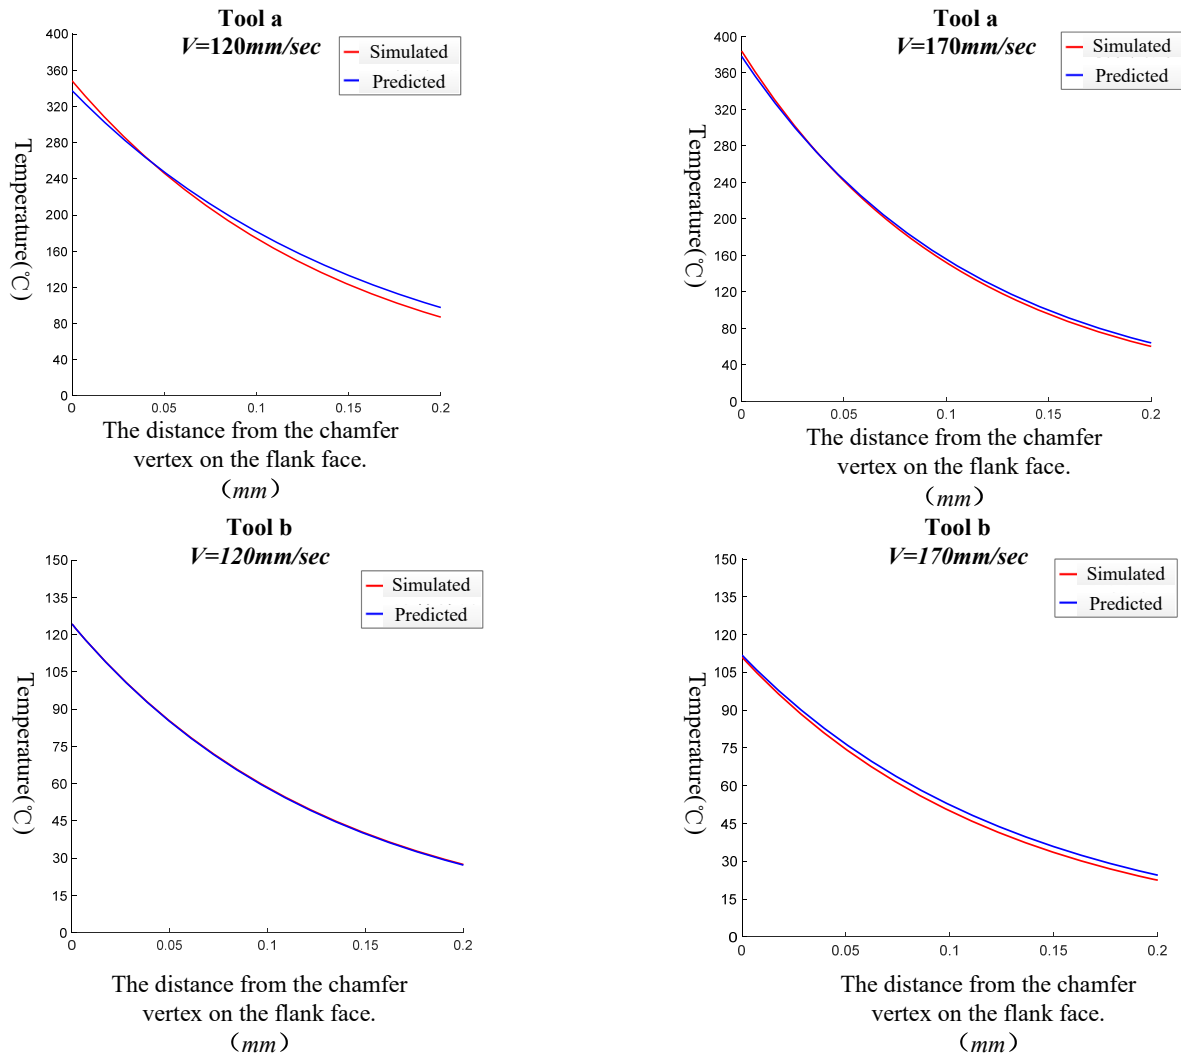 Tool a
V=120mm/sec
Simulated
Predicted
400
360
320
280
240
200
160
120
80
40
0
Temperature(℃)
0
0.05
0.1
0.15
0.2
The distance from the chamfer
vertex on the flank face.
（mm）
Tool a
V=170mm/sec
Simulated
Predicted
400
360
320
280
240
200
160
120
80
40
0
Temperature(℃)
0
0.05
0.1
0.15
0.2
The distance from the chamfer
vertex on the flank face.
（mm）
Tool b
V=120mm/sec
Simulated
Predicted
150
135
120
105
90
75
60
45
30
15
0
Temperature(℃)
0
0.05
0.1
0.15
0.2
The distance from the chamfer
vertex on the flank face.
（mm）
Tool b
V=170mm/sec
Simulated
Predicted
150
135
120
105
90
75
60
45
30
15
0
Temperature(℃)
0
0.05
0.1
0.15
0.2
The distance from the chamfer
vertex on the flank face.
（mm）